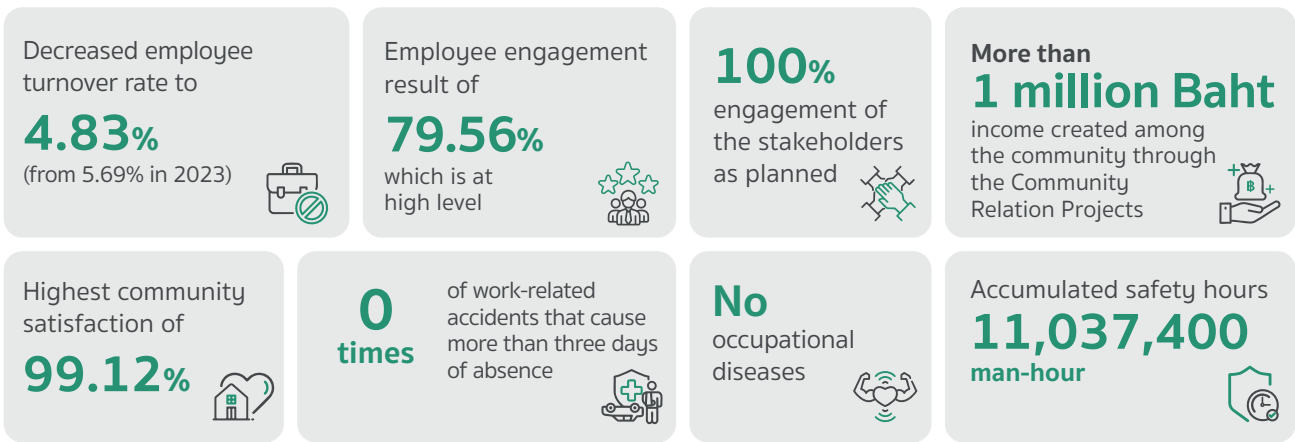 Decreased employee
turnover rate to
4.83%
(from 5.69% in 2023)
Employee engagement
result of
79.56%
which is at
high level
100%
engagement of
the stakeholders
as planned
More than
1 million Baht
income created among
the community through
the Community
Relation Projects
฿
Highest community
satisfaction of
99.12%
0
times
of work-related
accidents that cause
more than three days
of absence
No
occupational
diseases
Accumulated safety hours
11,037,400
man-hour